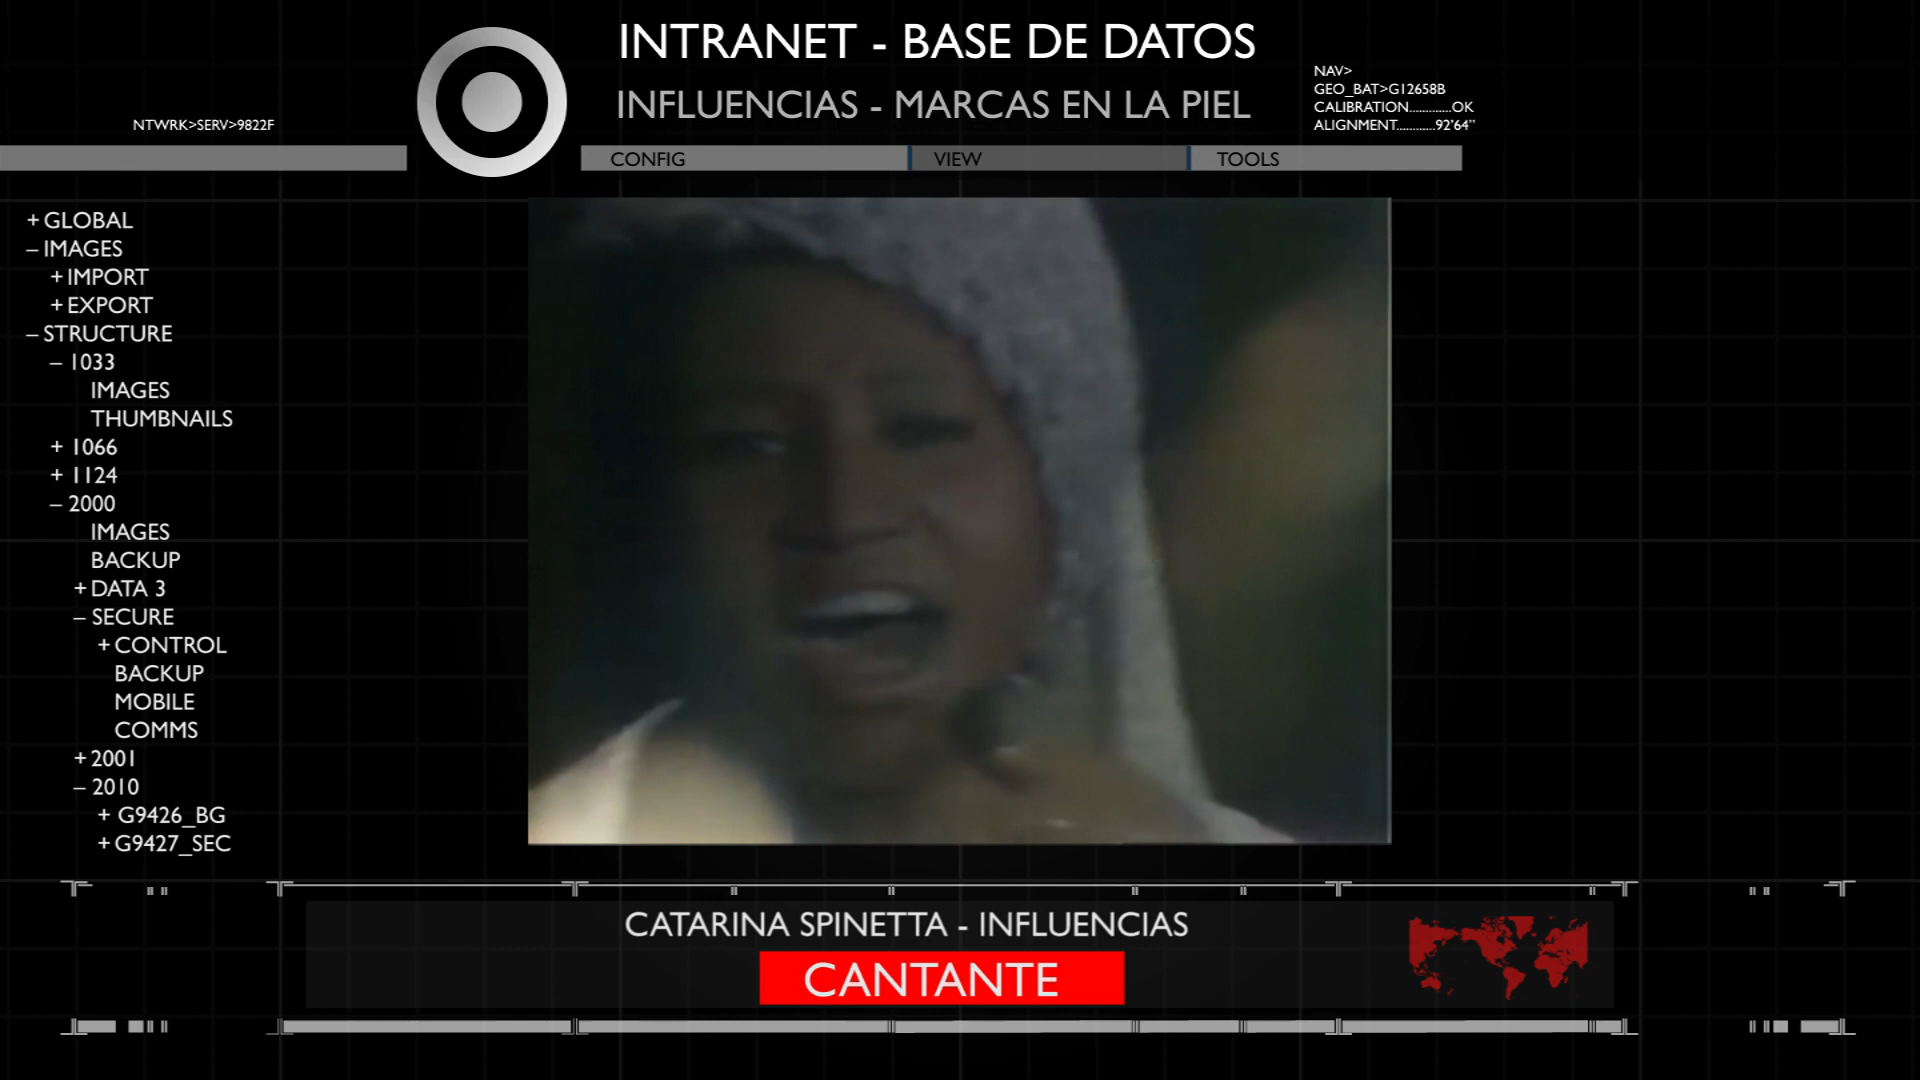 INTRANET - BASE DE DATOS
INFLUENCIAS - MARCAS EN LA PIEL
NAV>
GEO_BAT>G12658B
CALIBRATION.............OK
ALIGNMENT............92'64"
NTWRK>SERV>9822F
CONFIG
VIEW
TOOLS
+ GLOBAL
– IMAGES
+ IMPORT
+ EXPORT
– STRUCTURE
– 1033
IMAGES
THUMBNAILS
+ 1066
+ 1124
– 2000
IMAGES
BACKUP
+ DATA 3
– SECURE
+ CONTROL
BACKUP
MOBILE
COMMS
+ 2001
– 2010
+ G9426_BG
+ G9427_SEC
CATARINA SPINETTA - INFLUENCIAS
CANTANTE